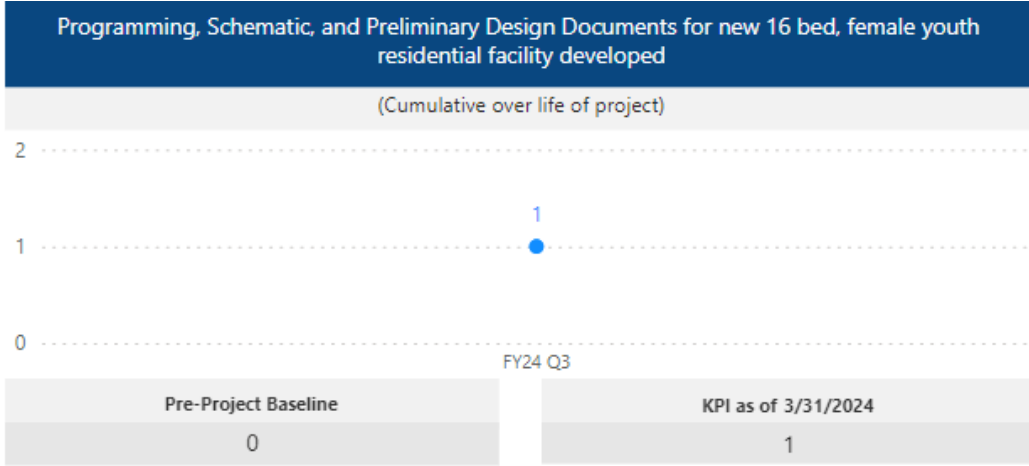 Programming, Schematic, and Preliminary Design Documents for new 16 bed, female youth
residential facility developed
(Cumulative over life of project)
2
1
1
0
FY24 Q3
Pre-Project Baseline
KPI as of 3/31/2024
0
1